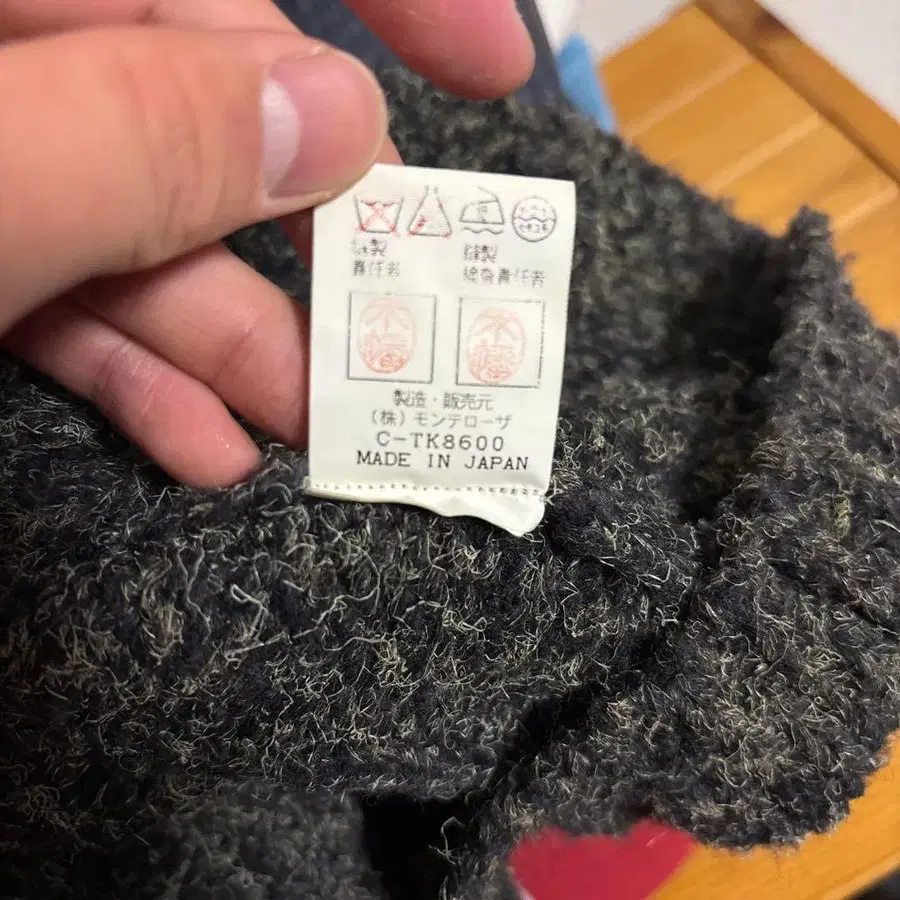 縫製 縫製
責任者 検査責任者
製造・販売元
(株) モンテローザ
C-TK8600
MADE IN JAPAN